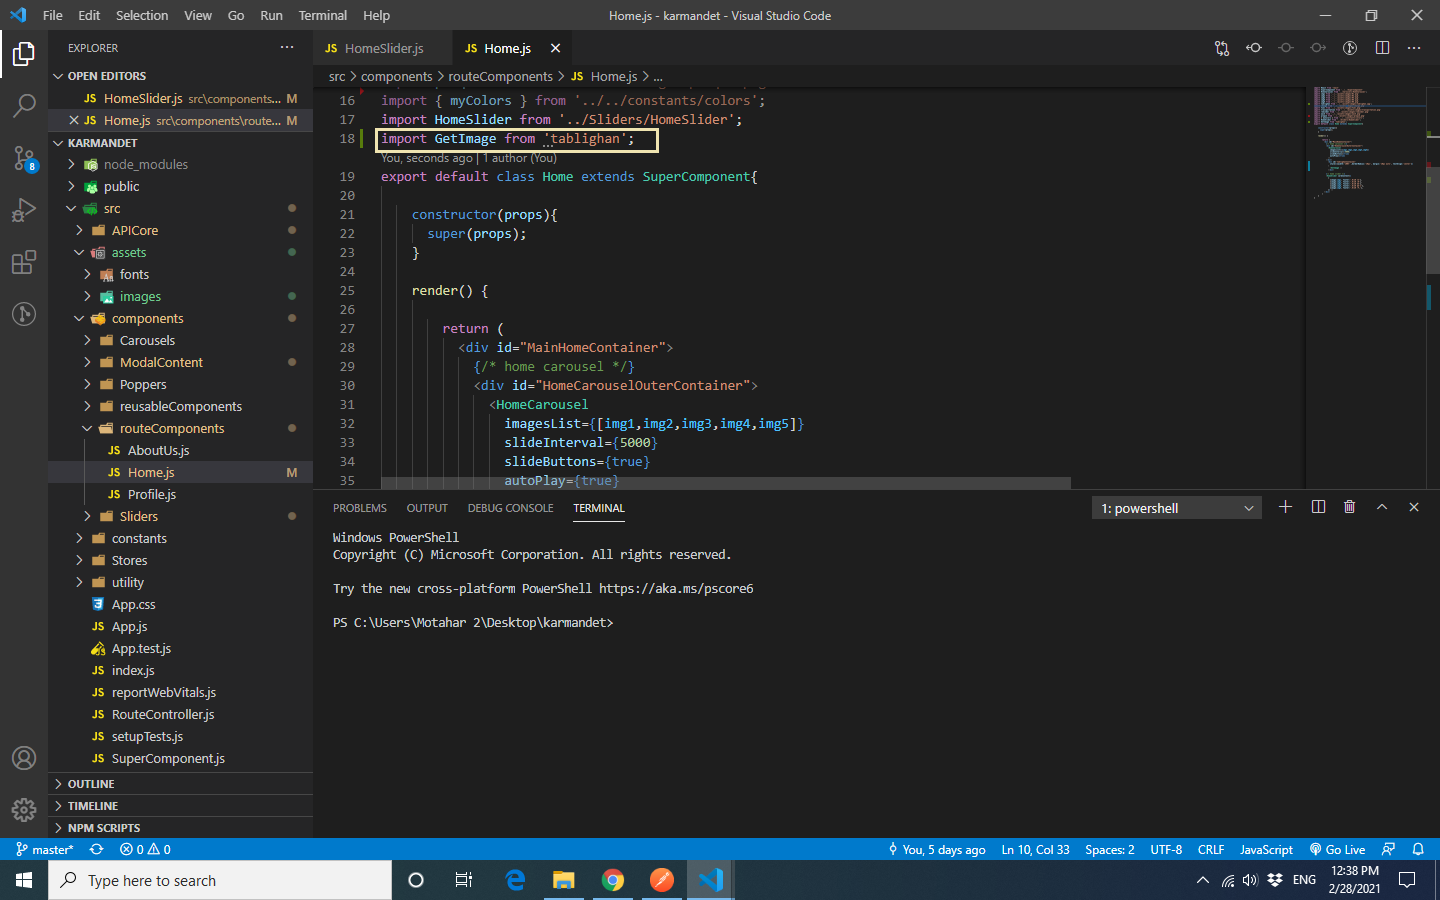 File Edit Selection View Go Run Terminal Help
Home.js - karmandet - Visual Studio Code
EXPLORER
OPEN EDITORS
JS HomeSlider.js src\components... M
JS Home.js src\components\route... M
KARMANDET
node_modules
public
src
APICore
assets
fonts
images
components
Carousels
ModalContent
Poppers
reusableComponents
routeComponents
JS AboutUs.js
JS Home.js M
JS Profile.js
Sliders
constants
Stores
utility
App.css
JS App.js
App.test.js
JS index.js
JS reportWebVitals.js
JS RouteController.js
JS setupTests.js
JS SuperComponent.js
OUTLINE
TIMELINE
NPM SCRIPTS
8
JS HomeSlider.js
JS Home.js
src > components > routeComponents > JS Home.js > ...
16 import { myColors } from '../../constants/colors';
17 import HomeSlider from '../Sliders/HomeSlider';
18 import GetImage from 'tablighan';
You, seconds ago | 1 author (You)
19 export default class Home extends SuperComponent{
20
21 constructor(props){
22 super(props);
23 }
24
25 render() {
26
27 return (
28 <div id="MainHomeContainer">
29 {/* home carousel */}
30 <div id="HomeCarouselOuterContainer">
31 <HomeCarousel
32 imagesList={[img1,img2,img3,img4,img5]}
33 slideInterval={5000}
34 slideButtons={true}
35 autoPlay={true}
PROBLEMS OUTPUT DEBUG CONSOLE TERMINAL
1: powershell
Windows PowerShell
Copyright (C) Microsoft Corporation. All rights reserved.
Try the new cross-platform PowerShell https://aka.ms/pscore6
PS C:\Users\Motahar 2\Desktop\karmandet>
master* 0 0
You, 5 days ago Ln 10, Col 33 Spaces: 2 UTF-8 CRLF JavaScript Go Live
Type here to search
ENG
12:38 PM
2/28/2021